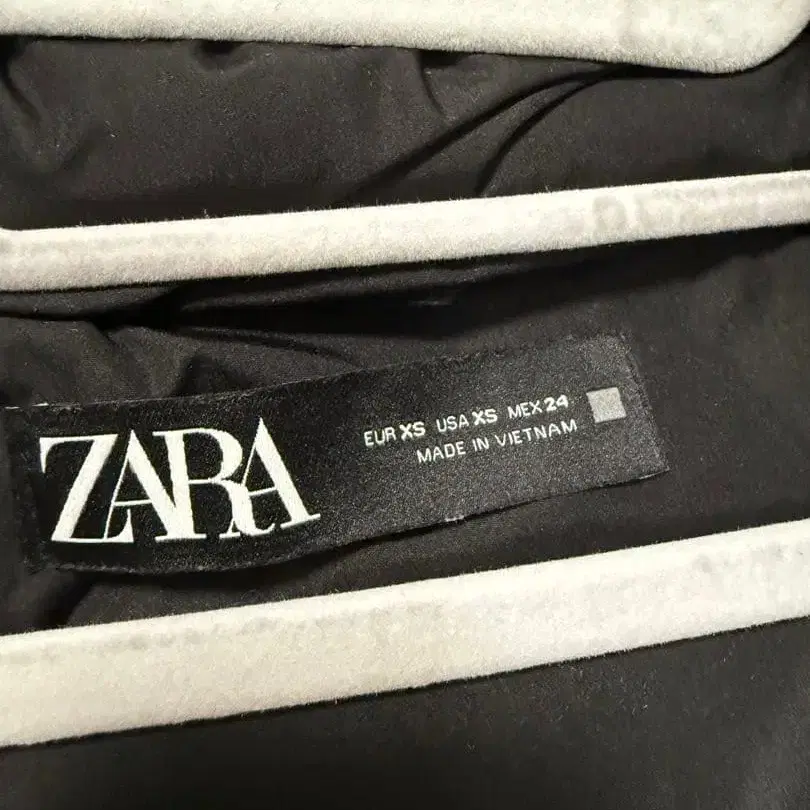 ZARA
EUR XS USA XS MEX 24
MADE IN VIETNAM